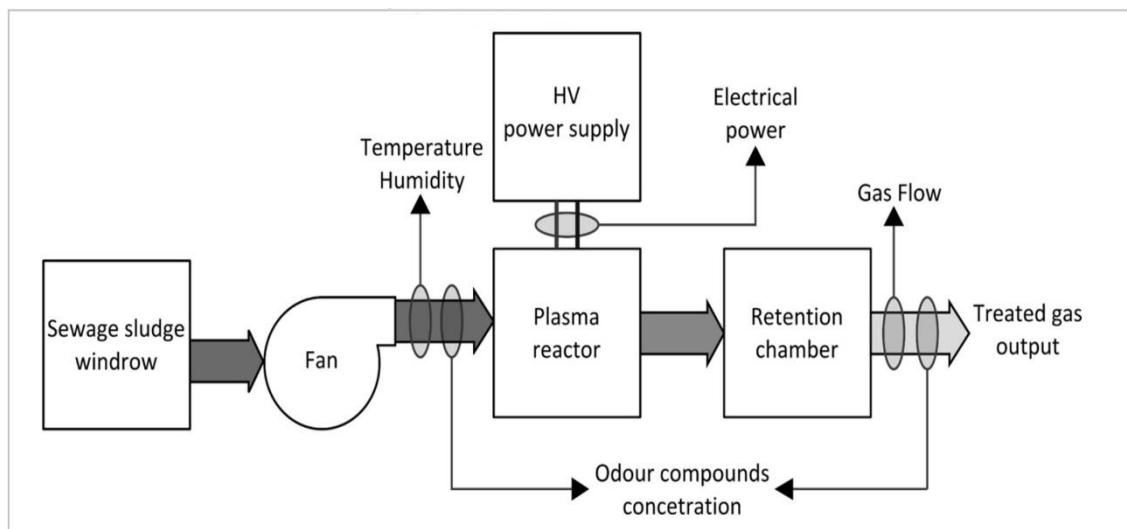 HV
power supply
Electrical
power
Temperature
Humidity
Gas Flow
Sewage sludge
windrow
Fan
Plasma
reactor
Retention
chamber
Treated gas
output
Odour compounds
concetration